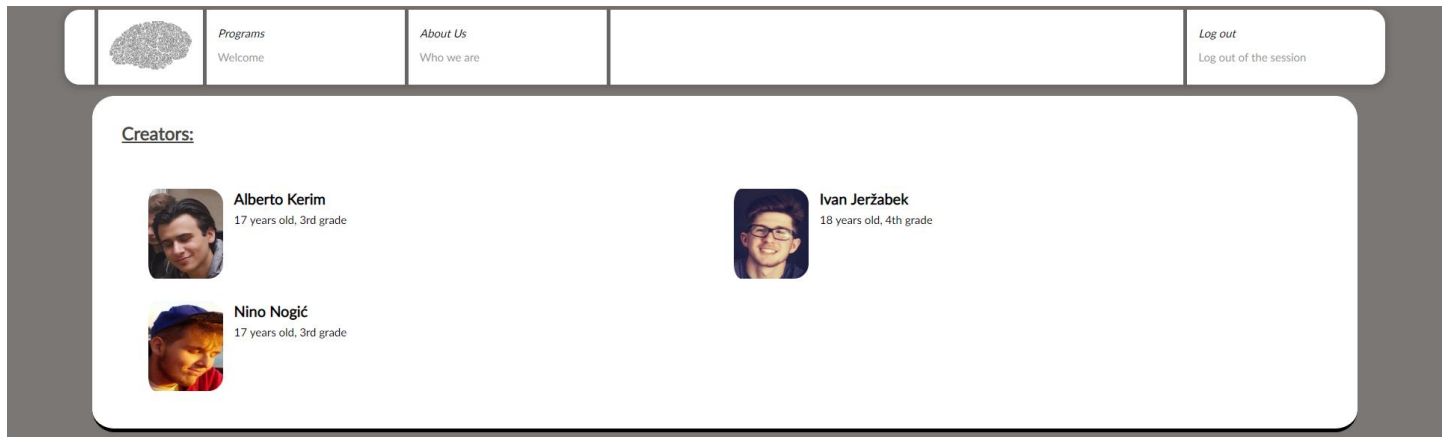 Programs
Welcome
About Us
Who we are
Log out
Log out of the session
Creators:
Alberto Kerim
17 years old, 3rd grade
Ivan Jeržabek
18 years old, 4th grade
Nino Nogić
17 years old, 3rd grade